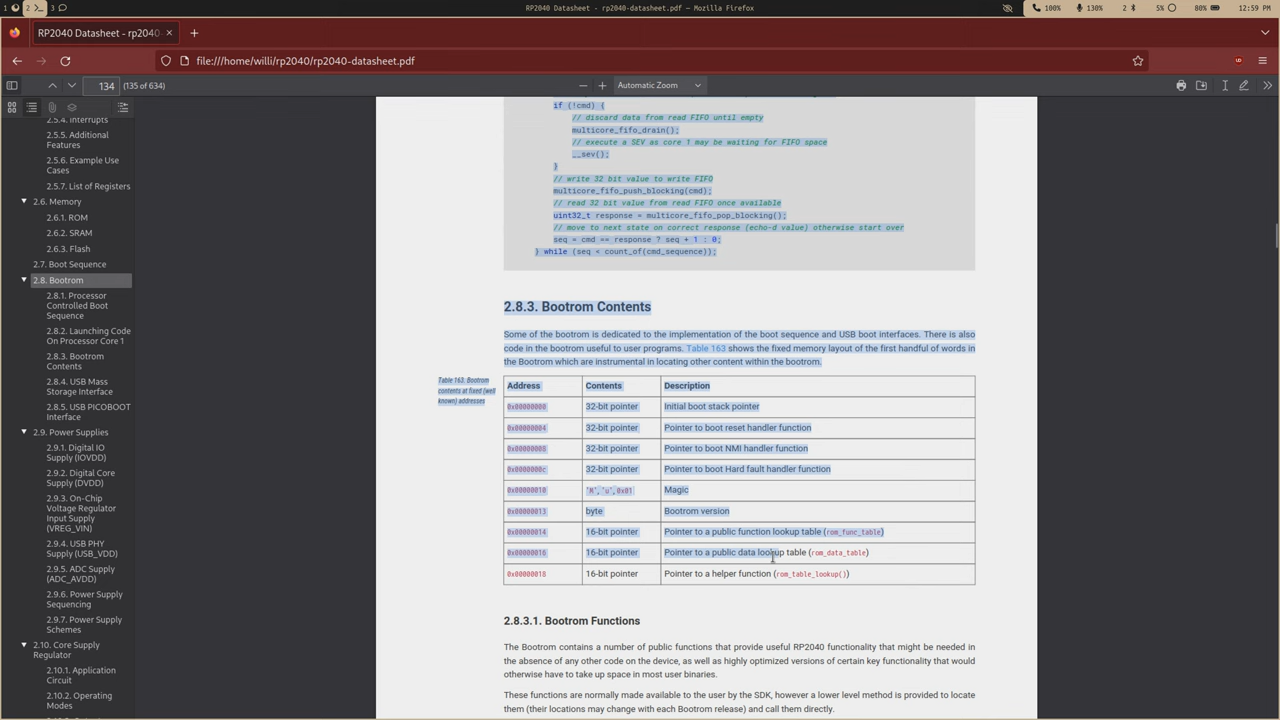 1
2
3
RP2040 Datasheet - rp2040-datasheet.pdf — Mozilla Firefox
100%
130%
2
5%
80%
12:59 PM
RP2040 Datasheet - rp2040-
file:///home/willi/rp2040/rp2040-datasheet.pdf
134 (135 of 634)
Automatic Zoom
2.5.4. Interrupts
2.5.5. Additional
Features
2.5.6. Example Use
Cases
2.5.7. List of Registers
2.6. Memory
2.6.1. ROM
2.6.2. SRAM
2.6.3. Flash
2.7. Boot Sequence
2.8. Bootrom
2.8.1. Processor
Controlled Boot
Sequence
2.8.2. Launching Code
On Processor Core 1
2.8.3. Bootrom
Contents
2.8.4. USB Mass
Storage Interface
2.8.5. USB PICOBOOT
Interface
2.9. Power Supplies
2.9.1. Digital IO
Supply (IOVDD)
2.9.2. Digital Core
Supply (DVDD)
2.9.3. On-Chip
Voltage Regulator
Input Supply
(VREG_VIN)
2.9.4. USB PHY
Supply (USB_VDD)
2.9.5. ADC Supply
(ADC_AVDD)
2.9.6. Power Supply
Sequencing
2.9.7. Power Supply
Schemes
2.10. Core Supply
Regulator
2.10.1. Application
Circuit
2.10.2. Operating
Modes
if (!cmd) {
// discard data from read FIFO until empty
multicore_fifo_drain();
// execute a SEV as core 1 may be waiting for FIFO space
__sev();
}
// write 32 bit value to write FIFO
multicore_fifo_push_blocking(cmd);
// read 32 bit value from read FIFO once available
uint32_t response = multicore_fifo_pop_blocking();
// move to next state on correct response (echo-d value) otherwise start over
seq = cmd == response ? seq + 1 : 0;
} while (seq < count_of(cmd_sequence));
2.8.3. Bootrom Contents
Some of the bootrom is dedicated to the implementation of the boot sequence and USB boot interfaces. There is also
code in the bootrom useful to user programs. Table 163 shows the fixed memory layout of the first handful of words in
the Bootrom which are instrumental in locating other content within the bootrom.
Table 163. Bootrom
contents at fixed (well
known) addresses
Address Contents Description
0x00000000 32-bit pointer Initial boot stack pointer
0x00000004 32-bit pointer Pointer to boot reset handler function
0x00000008 32-bit pointer Pointer to boot NMI handler function
0x0000000c 32-bit pointer Pointer to boot Hard fault handler function
0x00000010 'M','u',0x01 Magic
0x00000013 byte Bootrom version
0x00000014 16-bit pointer Pointer to a public function lookup table (rom_func_table)
0x00000016 16-bit pointer Pointer to a public data lookup table (rom_data_table)
0x00000018 16-bit pointer Pointer to a helper function (rom_table_lookup())
2.8.3.1. Bootrom Functions
The Bootrom contains a number of public functions that provide useful RP2040 functionality that might be needed in
the absence of any other code on the device, as well as highly optimized versions of certain key functionality that would
otherwise have to take up space in most user binaries.
These functions are normally made available to the user by the SDK, however a lower level method is provided to locate
them (their locations may change with each Bootrom release) and call them directly.